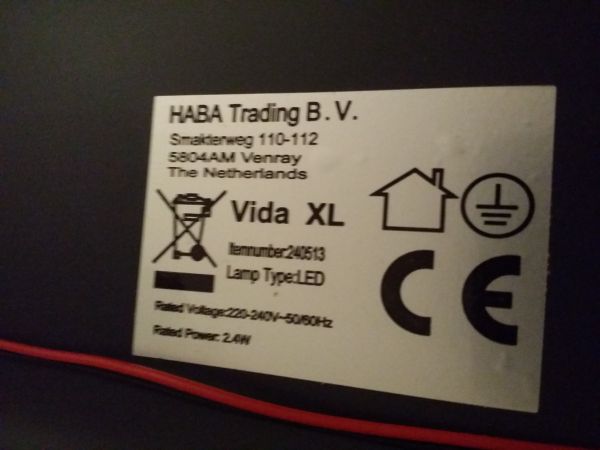 HABA Trading B.V.
Smakterweg 110-112
5804AM Venray
The Netherlands
Vida XL
Itemnumber:240513
Lamp Type:LED
Rated Voltage:220-240V~50/60Hz
Rated Power: 2.4W
CE